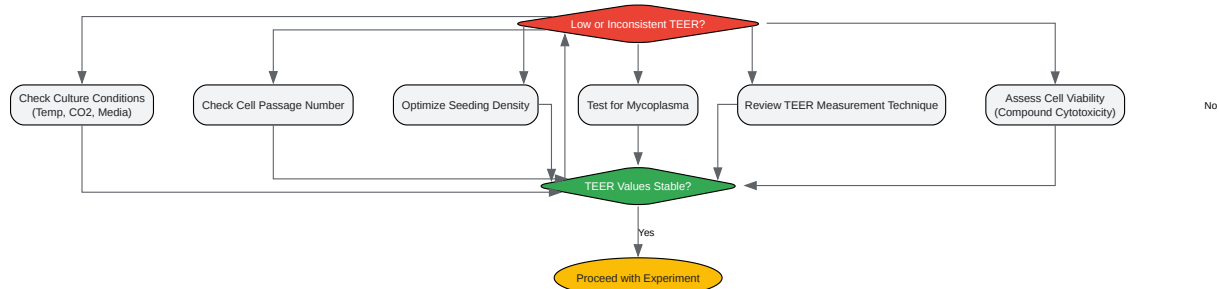 Low or Inconsistent TEER?
Check Culture Conditions
(Temp, CO2, Media)
Check Cell Passage Number
Optimize Seeding Density
Test for Mycoplasma
Review TEER Measurement Technique
Assess Cell Viability
(Compound Cytotoxicity)
No
TEER Values Stable?
Yes
Proceed with Experiment